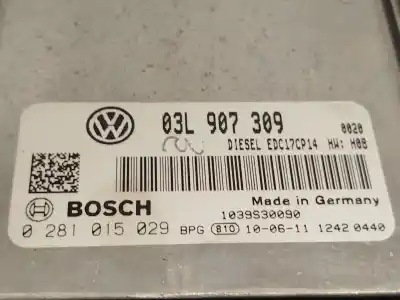 03L 907 309 0020
DIESEL EDC17CP14 HW: H08
BOSCH
Made in Germany
1039S30090
0 281 015 029 BPG 810 10-06-11 1242 0440